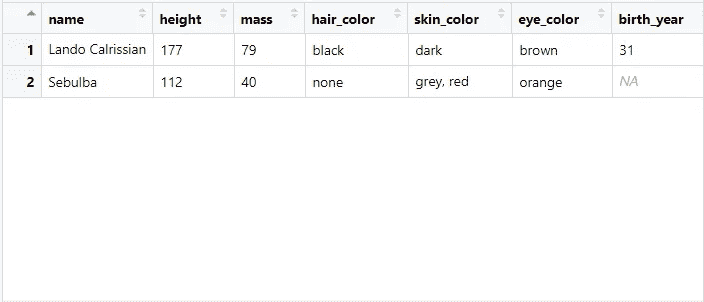 name height mass hair_color skin_color eye_color birth_year
1 Lando Calrissian 177 79 black dark brown 31
2 Sebulba 112 40 none grey, red orange NA